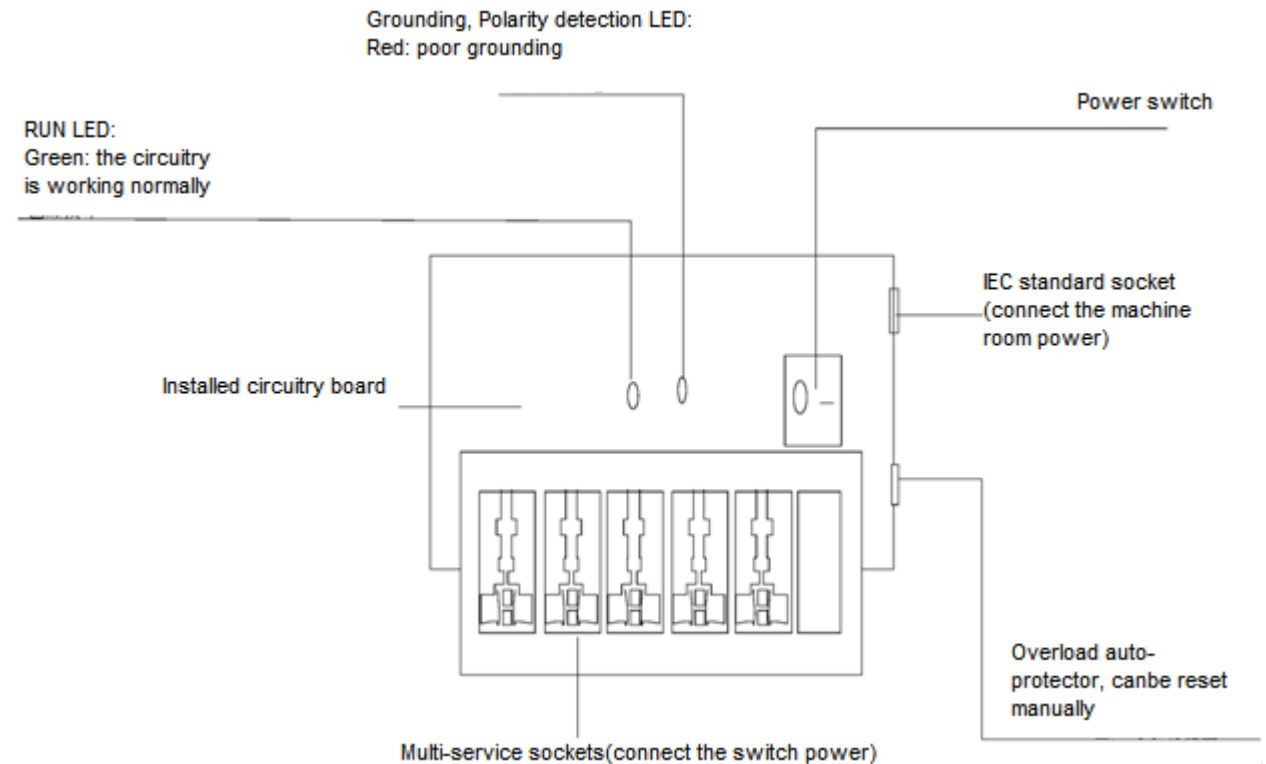 Grounding, Polarity detection LED:
Red: poor grounding
Power switch
RUN LED:
Green: the circuitry
is working normally
IEC standard socket
(connect the machine
room power)
Installed circuitry board
Overload auto-
protector, canbe reset
manually
Multi-service sockets(connect the switch power)